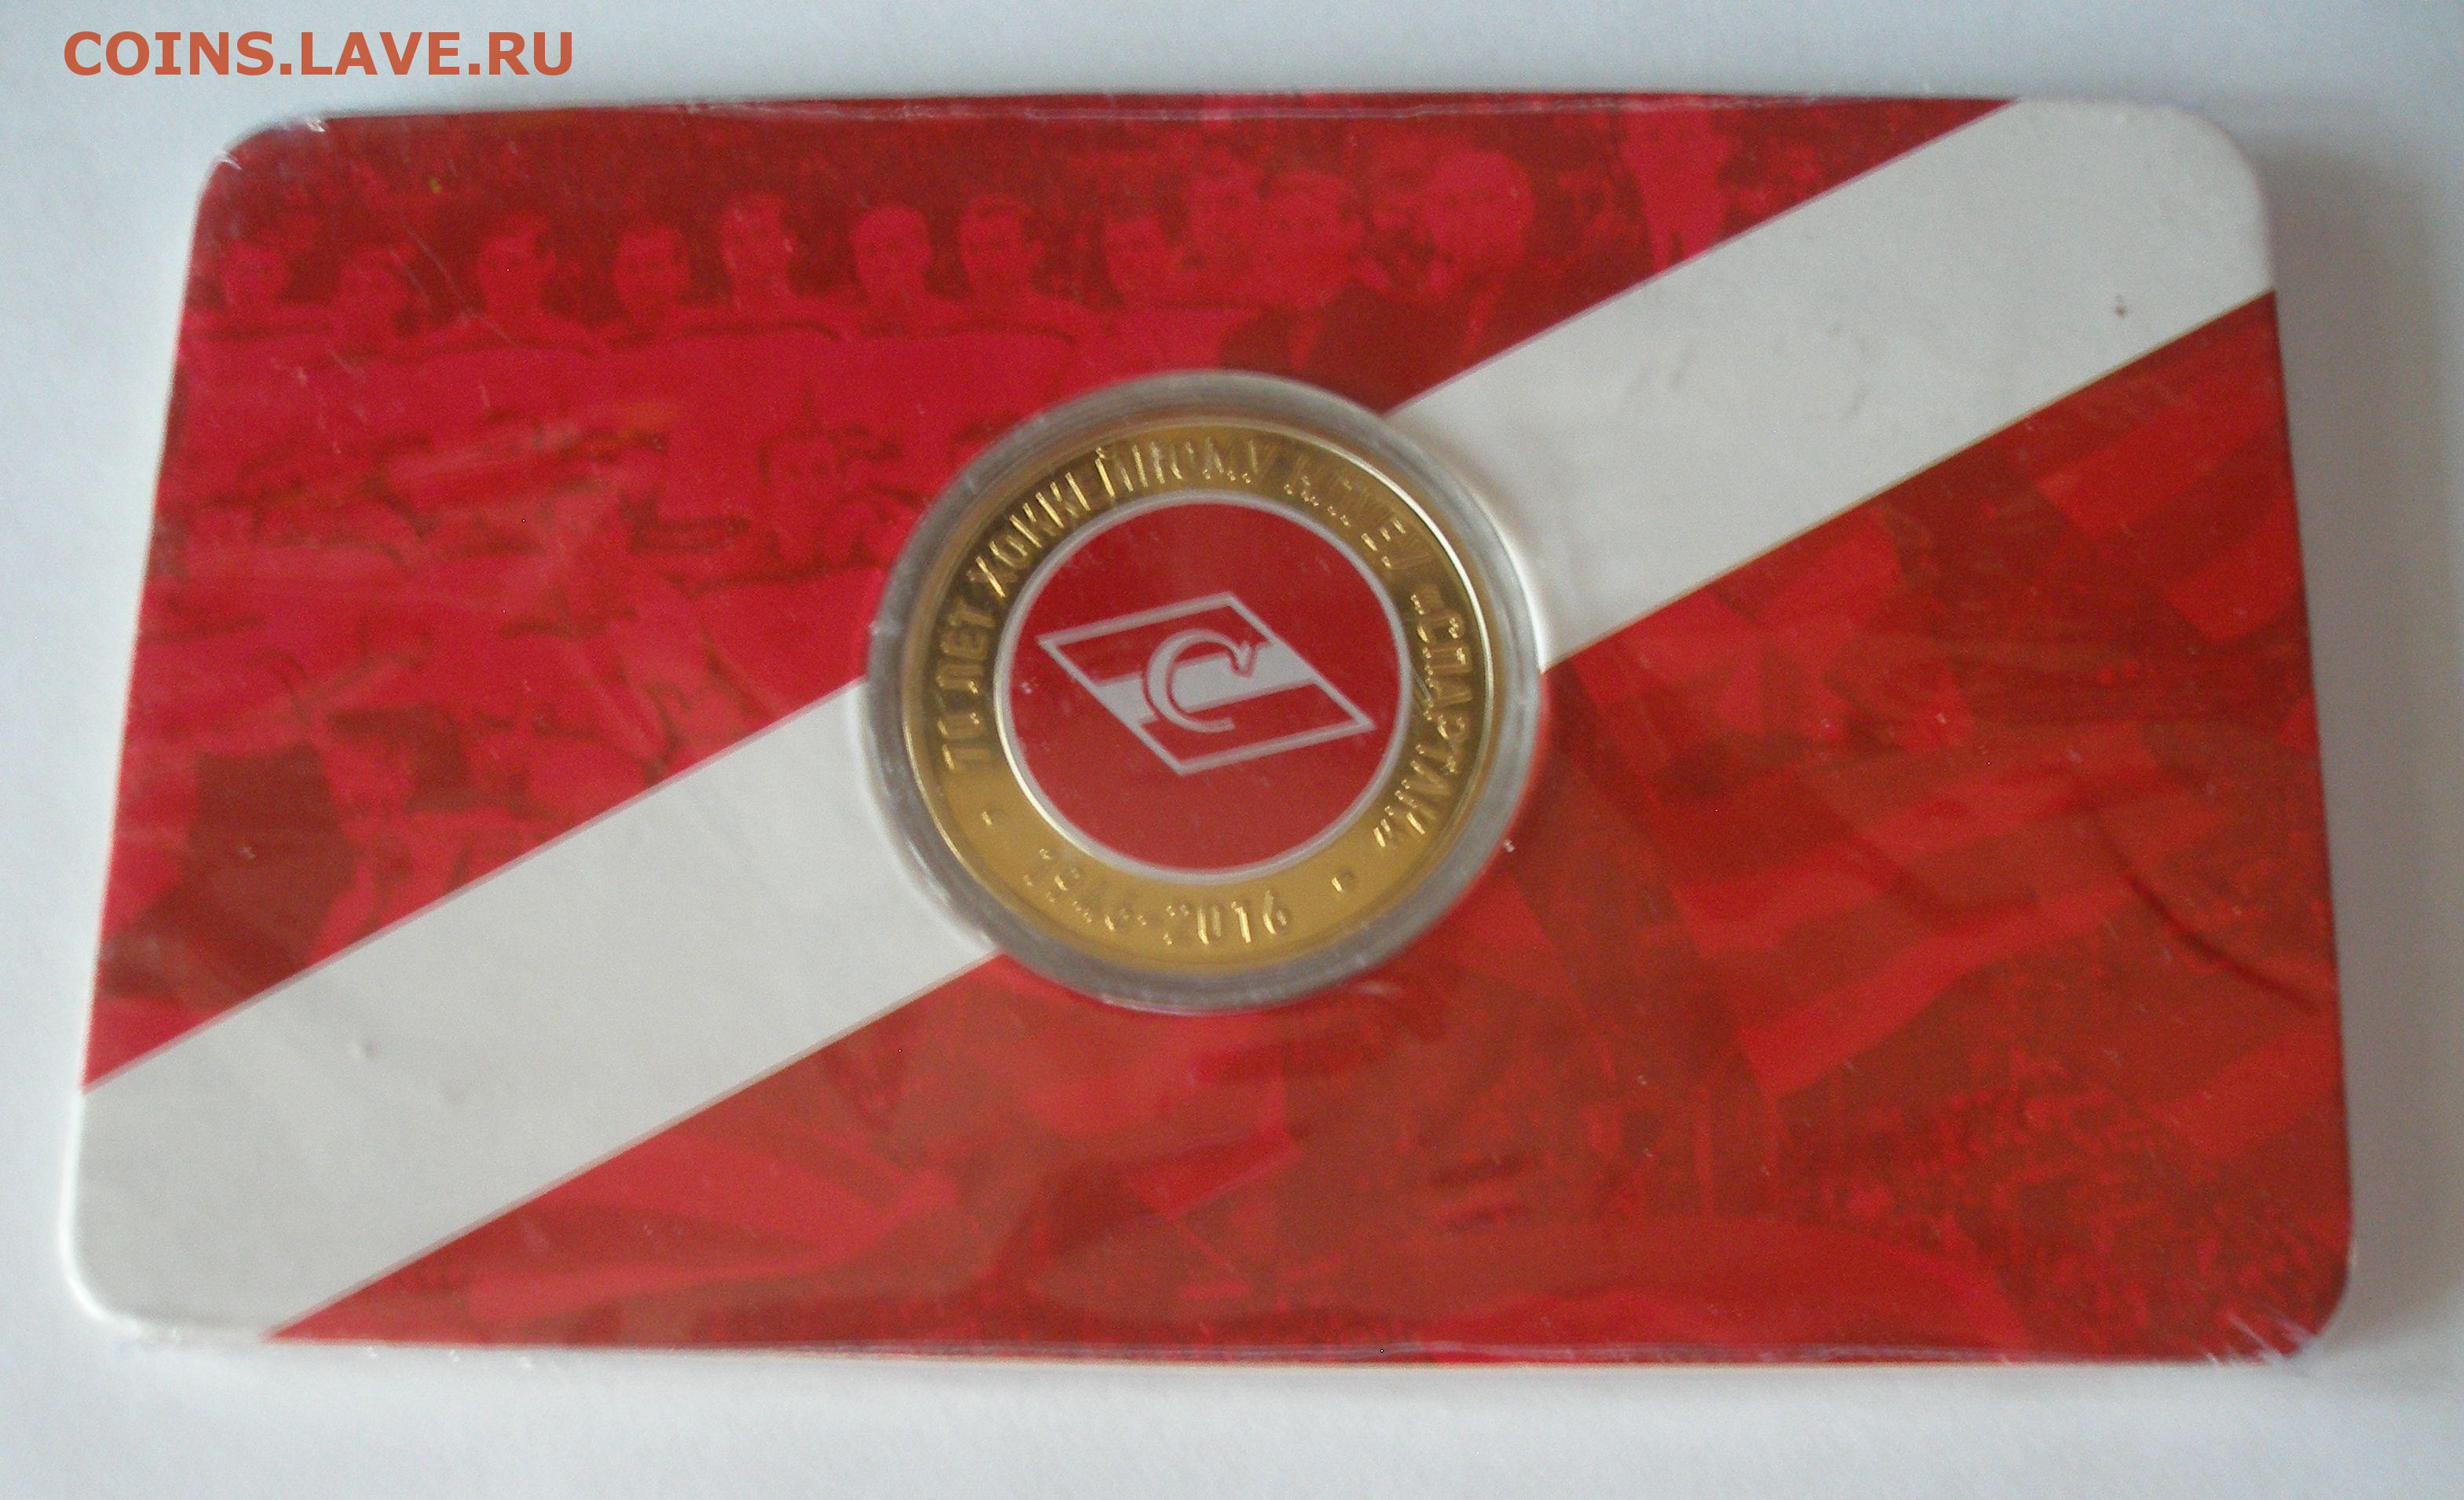 COINS.LAVE.RU
70 ЛЕТ ХОККЕЙНОМУ КЛУБУ «СПАРТАК»
С
• 1946-2016 •